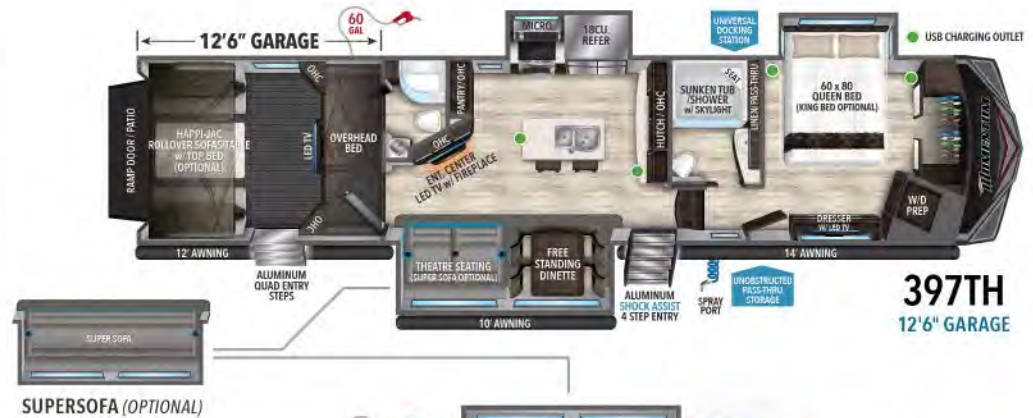 60
GAL
12'6" GARAGE
MICRO
18CU.
REFER
UNIVERSAL
DOCKING
STATION
USB CHARGING OUTLET
RAMP DOOR / PATIO
HAPPI-JAC
ROLLOVER SOFAS/TABLE
w/ TOP BED
(OPTIONAL)
OHC
LED TV
OVERHEAD
BED
OHC
PANTRY/OHC
OHC
ENT. CENTER
LED TV w/ FIREPLACE
HUTCH / OHC
SEAT
SUNKEN TUB
/SHOWER
w/ SKYLIGHT
LINEN/PASS-THRU
60 x 80
QUEEN BED
(KING BED OPTIONAL)
MOMENTUM
W/D
PREP
DRESSER
W/ LED TV
12' AWNING
ALUMINUM
QUAD ENTRY
STEPS
THEATRE SEATING
(SUPER SOFA OPTIONAL)
FREE
STANDING
DINETTE
10' AWNING
ALUMINUM
SHOCK ASSIST
4 STEP ENTRY
SPRAY
PORT
UNOBSTRUCTED
PASS-THRU
STORAGE
14' AWNING
397TH
12'6" GARAGE
SUPER SOFA
SUPERSOFA (OPTIONAL)